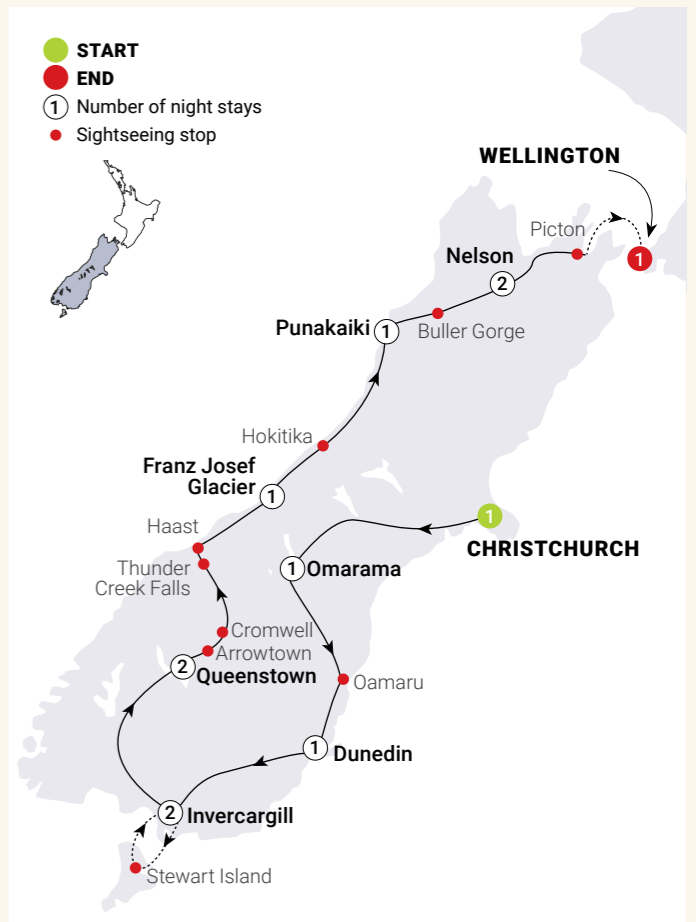 START
END
1 Number of night stays
Sightseeing stop
WELLINGTON
Picton
1
Nelson
2
Punakaiki
1
Buller Gorge
Hokitika
Franz Josef
Glacier
1
Haast
1
CHRISTCHURCH
Thunder
Creek Falls
1
Omarama
Cromwell
Arrowtown
2
Queenstown
Oamaru
1
Dunedin
2
Invercargill
Stewart Island